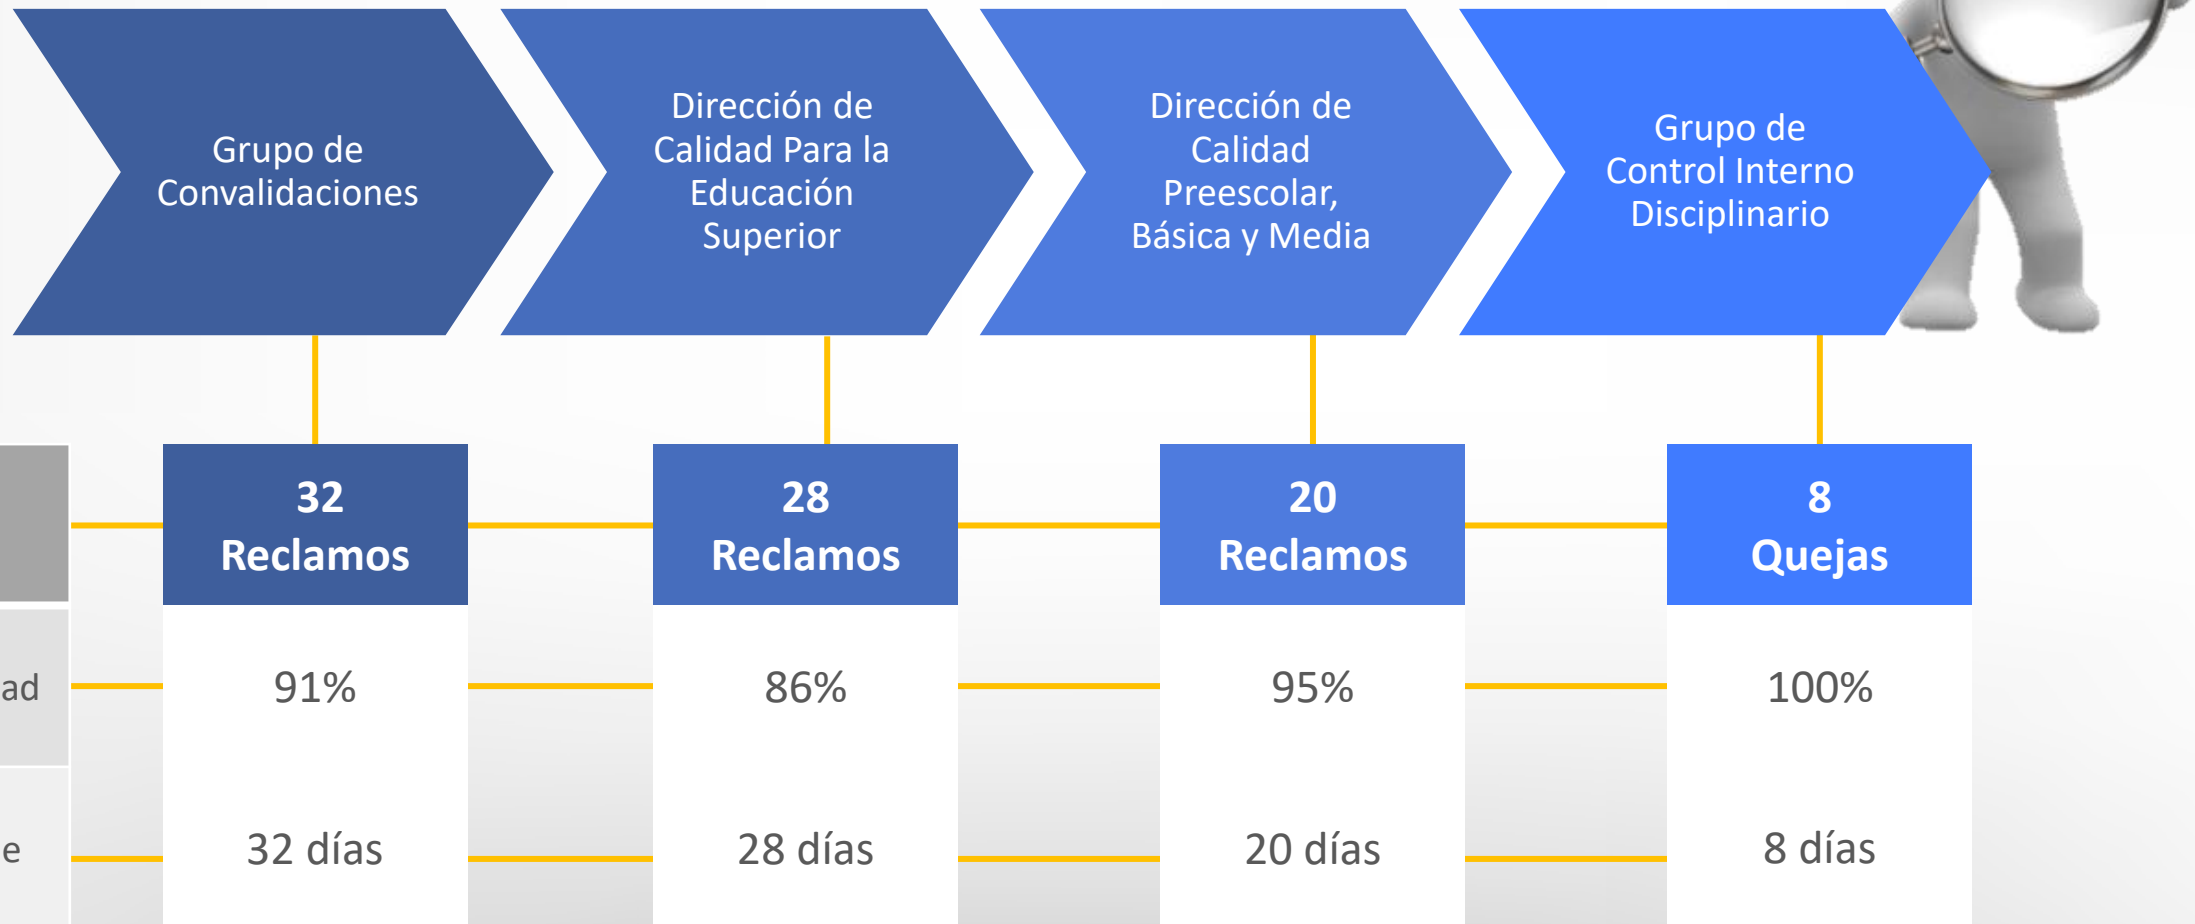 Grupo de
Convalidaciones
Dirección de
Calidad Para la
Educación
Superior
Dirección de
Calidad
Preescolar,
Básica y Media
Grupo de
Control Interno
Disciplinario
32
Reclamos
28
Reclamos
20
Reclamos
8
Quejas
ad
91%
86%
95%
100%
e
32 días
28 días
20 días
8 días